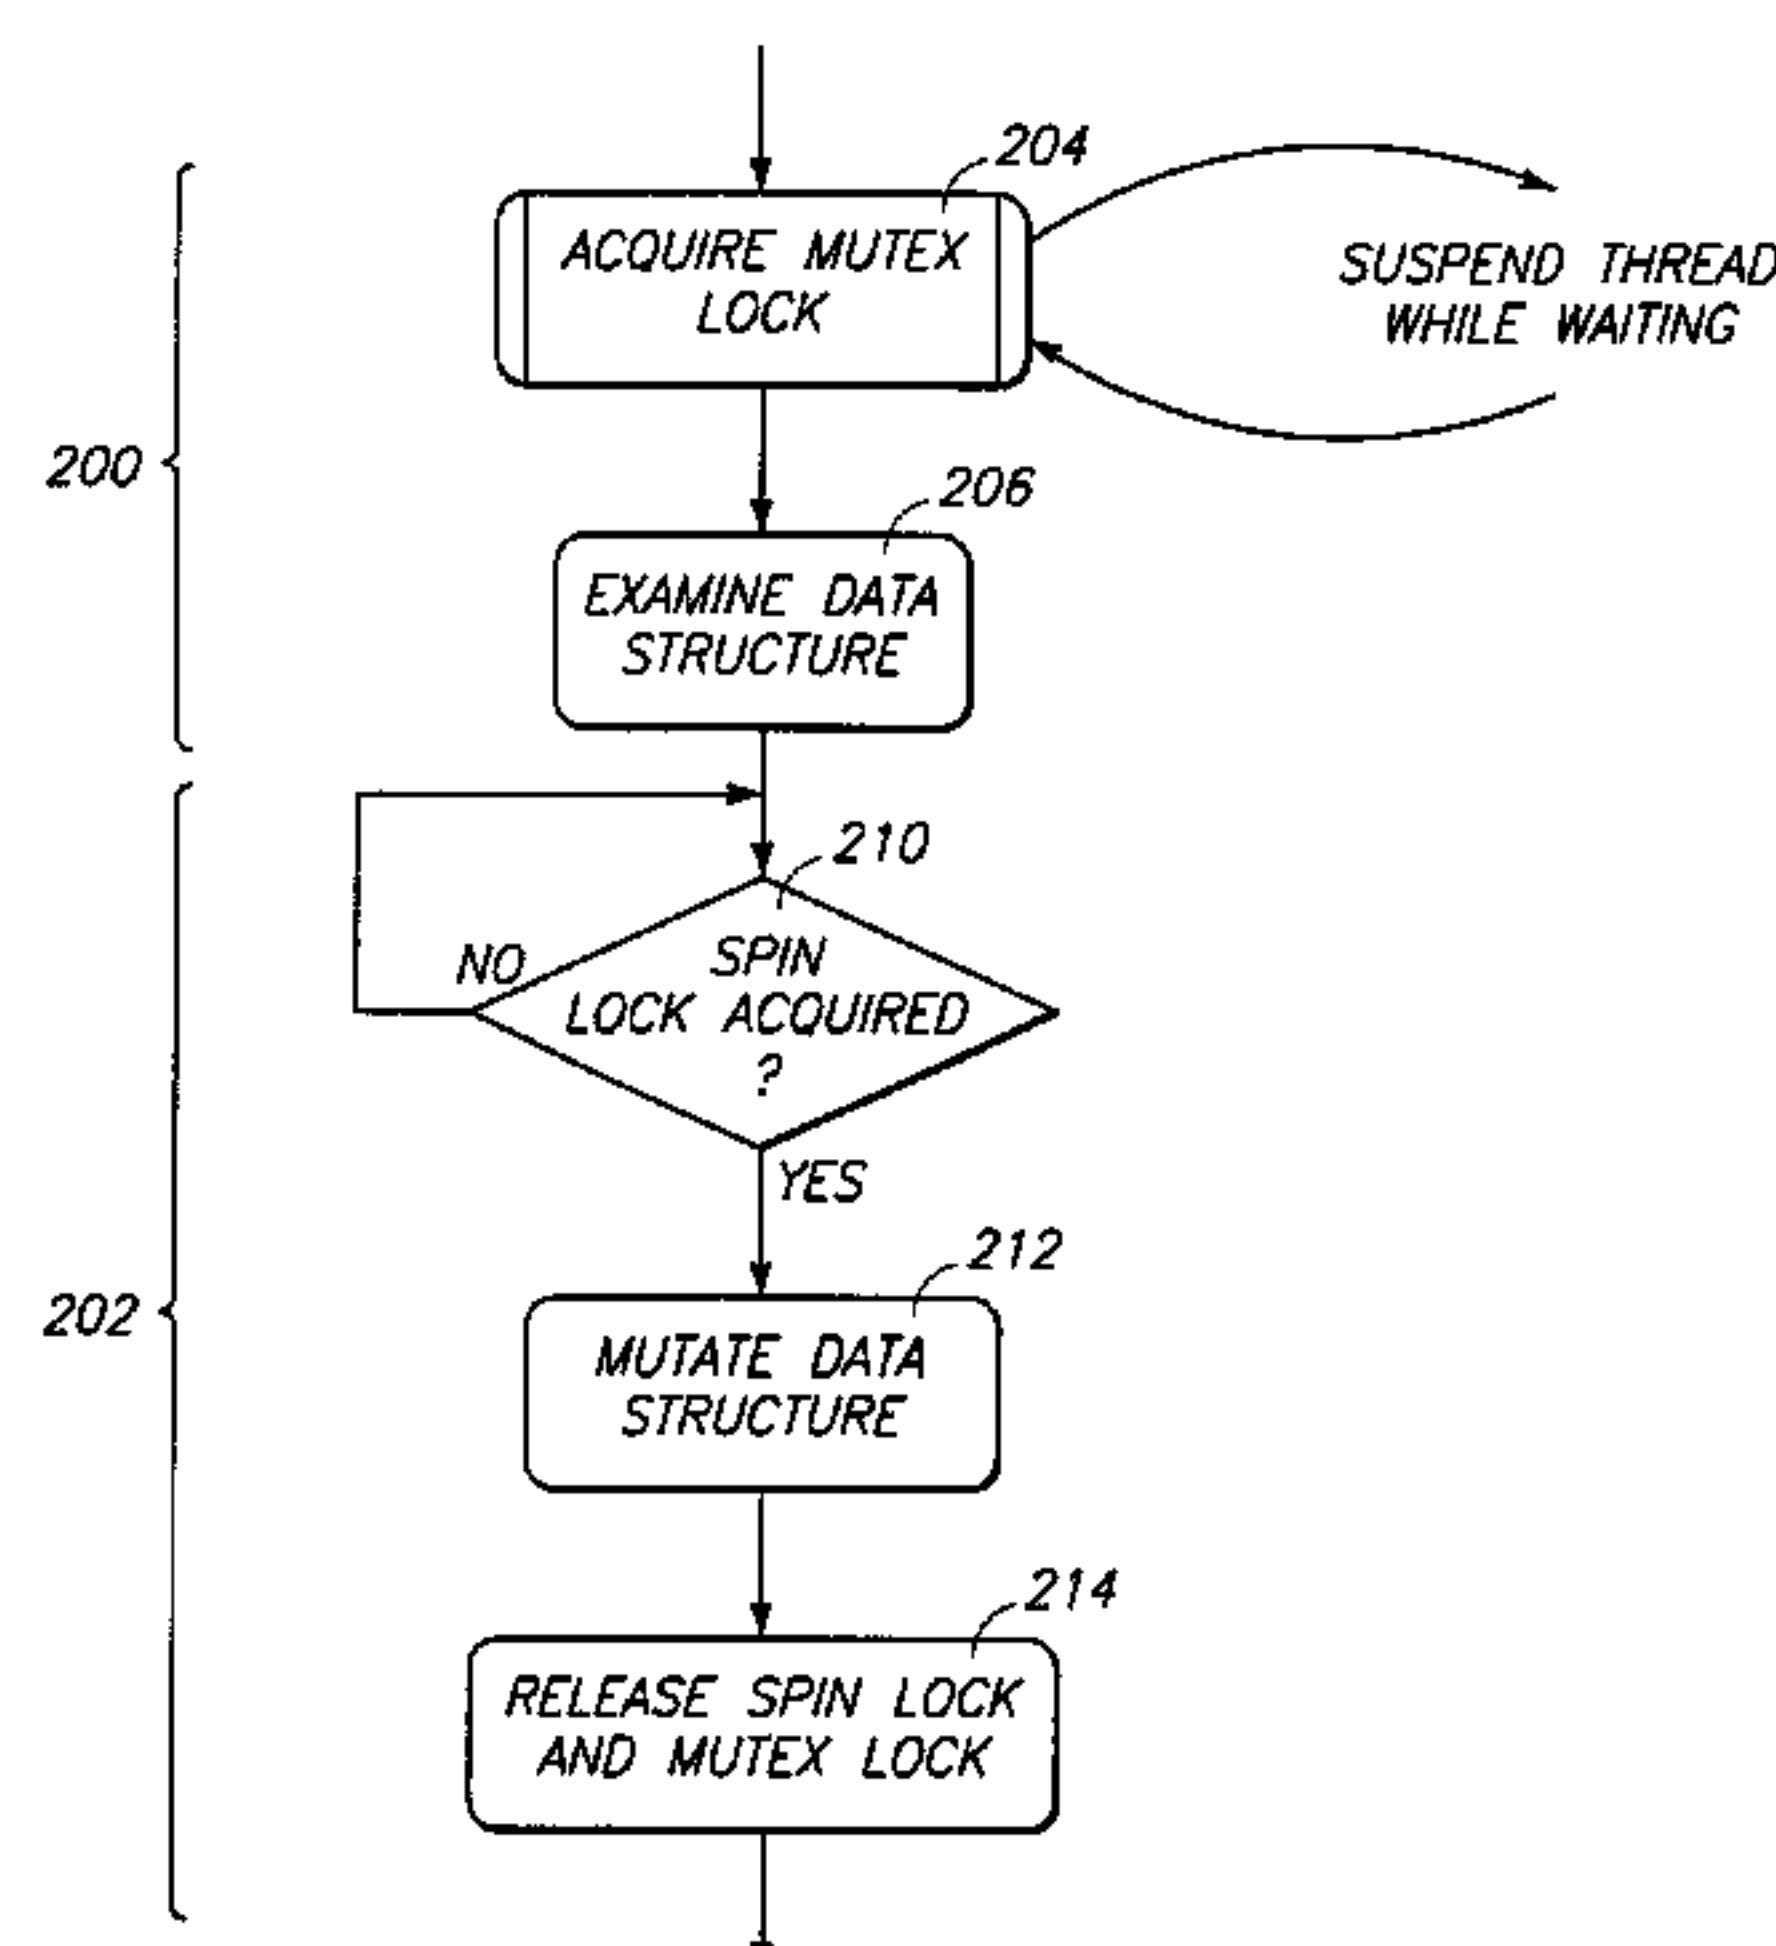 204
ACQUIRE MUTEX
LOCK
SUSPEND THREAD
WHILE WAITING
200
206
EXAMINE DATA
STRUCTURE
210
NO
SPIN
LOCK ACQUIRED
?
YES
212
202
MUTATE DATA
STRUCTURE
214
RELEASE SPIN LOCK
AND MUTEX LOCK